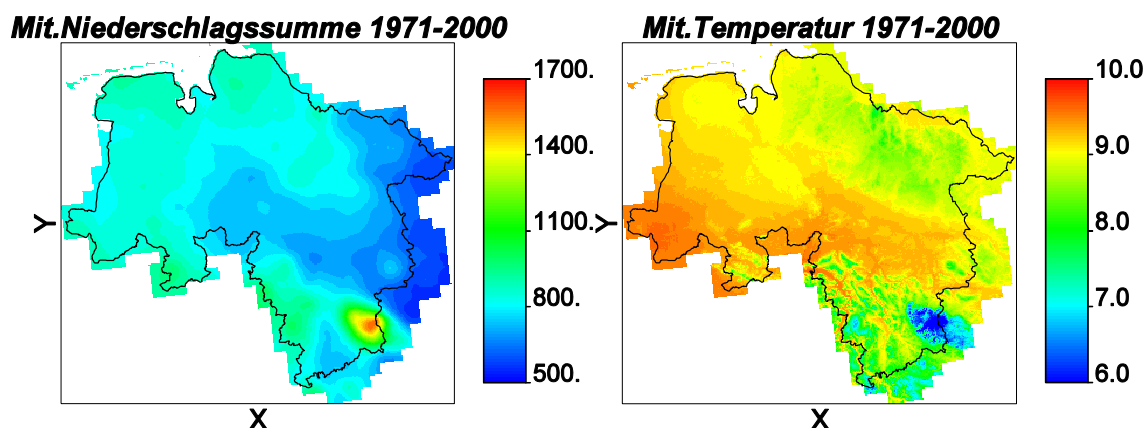 Mit.Niederschlagssumme 1971-2000
1700.
1400.
1100.
800.
500.
Y
X
Mit.Temperatur 1971-2000
10.0
9.0
8.0
7.0
6.0
Y
X